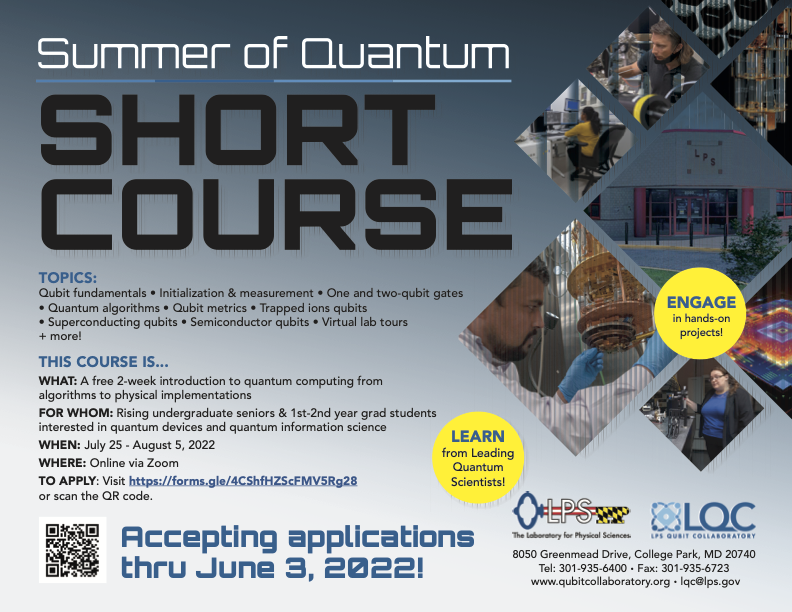 Summer of Quantum
SHORT
COURSE
LPS
TOPICS:
Qubit fundamentals • Initialization & measurement • One and two-qubit gates
• Quantum algorithms • Qubit metrics • Trapped ions qubits
• Superconducting qubits • Semiconductor qubits • Virtual lab tours
+ more!
ENGAGE
in hands-on
projects!
THIS COURSE IS...
WHAT: A free 2-week introduction to quantum computing from
algorithms to physical implementations
FOR WHOM: Rising undergraduate seniors & 1st-2nd year grad students
interested in quantum devices and quantum information science
WHEN: July 25 - August 5, 2022
WHERE: Online via Zoom
TO APPLY: Visit https://forms.gle/4CShfHZScFMV5Rg28
or scan the QR code.
LEARN
from Leading
Quantum
Scientists!
Accepting applications
thru June 3, 2022!
LPS
The Laboratory for Physical Sciences
LQC
LPS QUBIT COLLABORATORY
8050 Greenmead Drive, College Park, MD 20740
Tel: 301-935-6400 • Fax: 301-935-6723
www.qubitcollaboratory.org • lqc@lps.gov